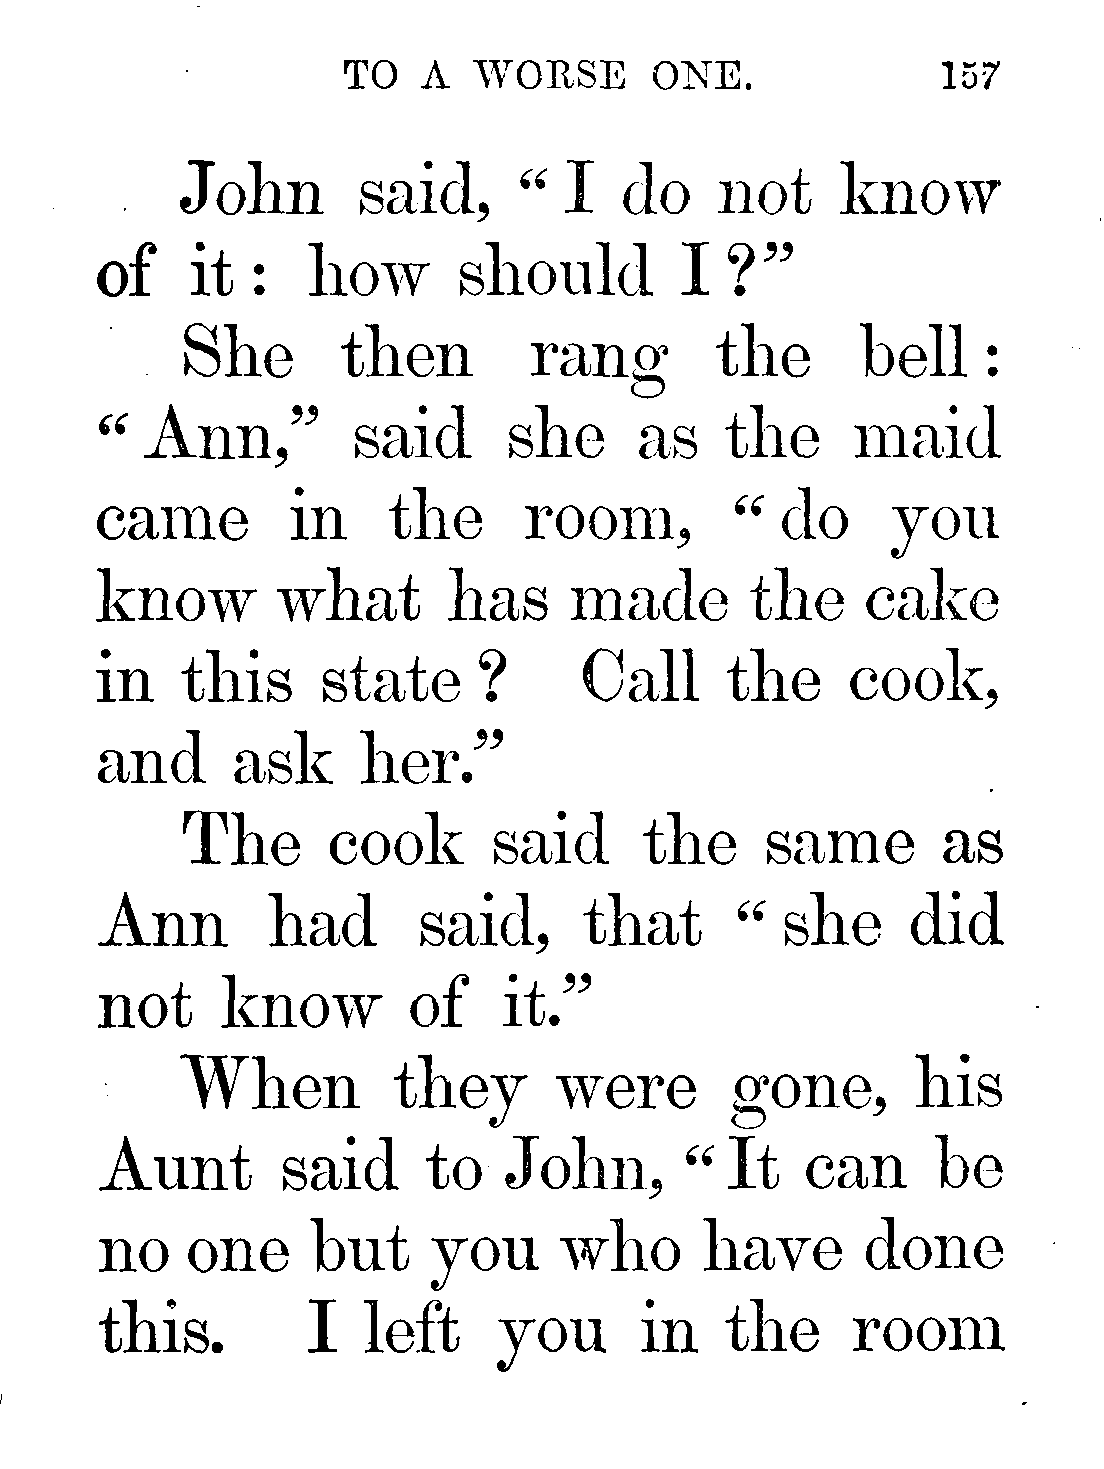 TO A WORSE ONE. 157
John said, “ I do not know
of it : how should I ?”
She then rang the bell :
“ Ann,” said she as the maid
came in the room, “ do you
know what has made the cake
in this state ? Call the cook,
and ask her.”
The cook said the same as
Ann had said, that “ she did
not know of it.”
When they were gone, his
Aunt said to John, “ It can be
no one but you who have done
this. I left you in the room